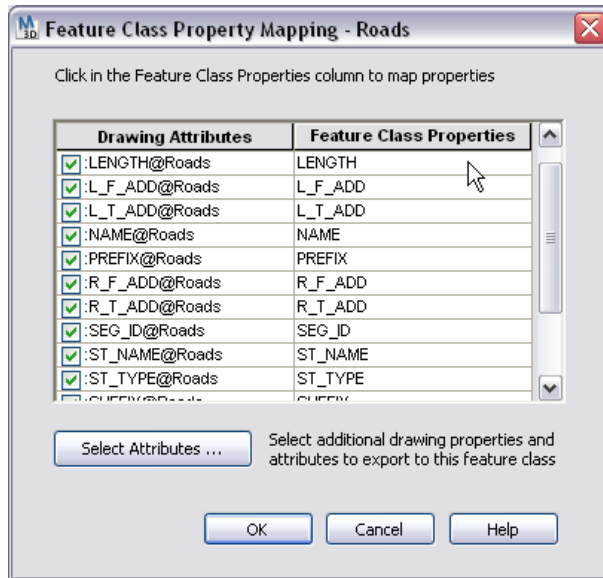 M 3D Feature Class Property Mapping - Roads
Click in the Feature Class Properties column to map properties
Drawing Attributes Feature Class Properties
:LENGTH@Roads LENGTH
:L_F_ADD@Roads L_F_ADD
:L_T_ADD@Roads L_T_ADD
:NAME@Roads NAME
:PREFIX@Roads PREFIX
:R_F_ADD@Roads R_F_ADD
:R_T_ADD@Roads R_T_ADD
:SEG_ID@Roads SEG_ID
:ST_NAME@Roads ST_NAME
:ST_TYPE@Roads ST_TYPE
Select Attributes ... Select additional drawing properties and
attributes to export to this feature class
OK Cancel Help